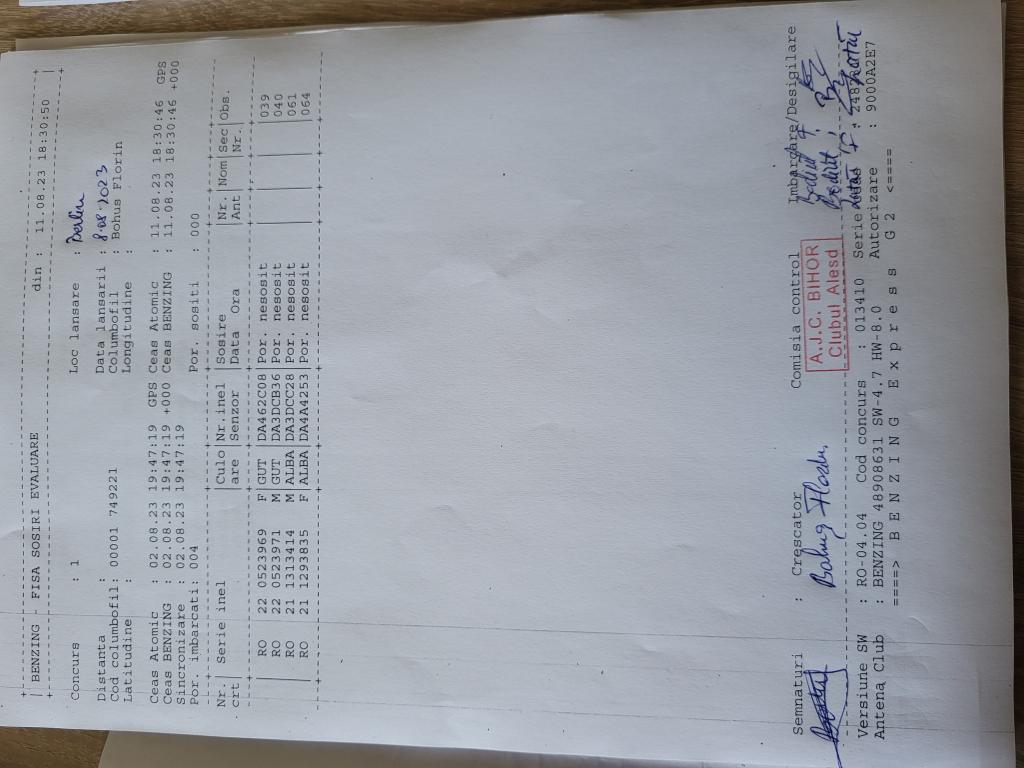 BENZING - FISA SOSIRI EVALUARE din : 11.08.23 18:30:50
Concurs : 1 Loc lansare : Berlin
Distanta : Data lansarii : 8.08.2023
Cod columbofil: 00001 749221 Columbofil : Bohus Florin
Latitudine : Longitudine :
Ceas Atomic : 02.08.23 19:47:19 GPS Ceas Atomic : 11.08.23 18:30:46 GPS
Ceas BENZING : 02.08.23 19:47:19 +000 Ceas BENZING : 11.08.23 18:30:46 +000
Sincronizare : 02.08.23 19:47:19
Por. imbarcati: 004 Por. sositi : 000
Nr.| Serie inel |Culo|Nr.inel |Sosire |Nr. |Nom|Sec|Obs.
crt| |are |Senzor |Data Ora |Ant | |Nr.|
RO 22 0523969 F|GUT |DA462C08|Por. nesosit | | | |039
RO 22 0523971 M|GUT |DA3DCB36|Por. nesosit | | | |040
RO 21 1313414 M|ALBA|DA3DCC28|Por. nesosit | | | |061
RO 21 1293835 F|ALBA|DA4A4253|Por. nesosit | | | |064
Semnaturi : Crescator Comisia control Imbarcare/Desigilare
A.J.C. BIHOR
Clubul Alesd
Versiune SW : RO-04.04 Cod concurs : 013410 Serie
Antena Club : BENZING 48908631 SW-4.7 HW-8.0 Autorizare : 9000A2E7
====> B E N Z I N G E x p r e s s G 2 <====